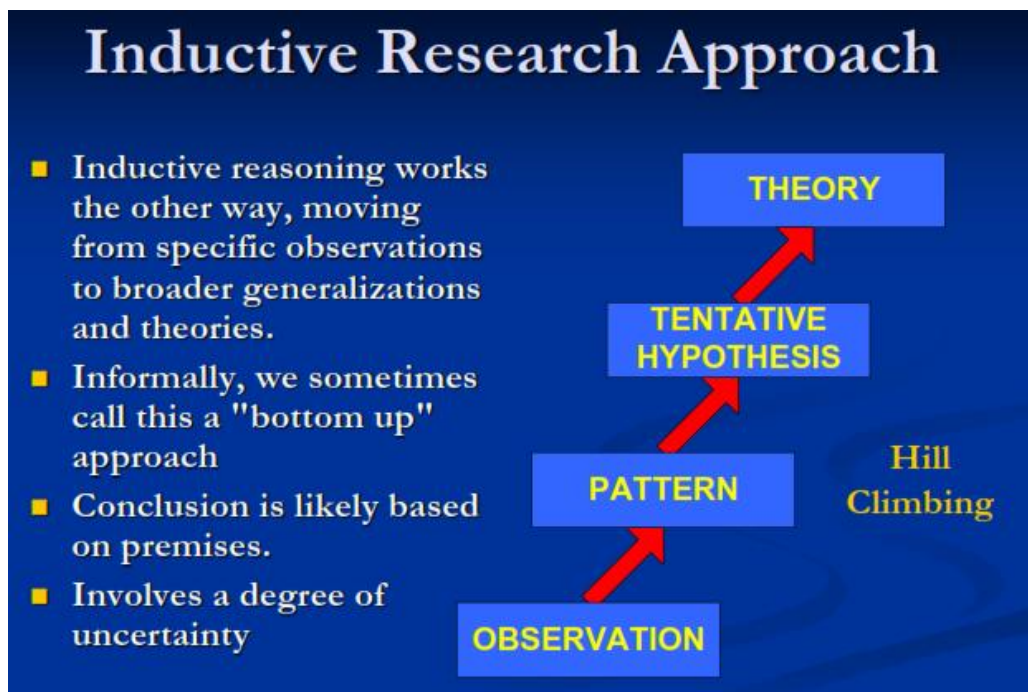 Inductive Research Approach
Inductive reasoning works
the other way, moving
from specific observations
to broader generalizations
and theories.
Informally, we sometimes
call this a "bottom up"
approach
Conclusion is likely based
on premises.
Involves a degree of
uncertainty
THEORY
TENTATIVE
HYPOTHESIS
PATTERN
OBSERVATION
Hill
Climbing